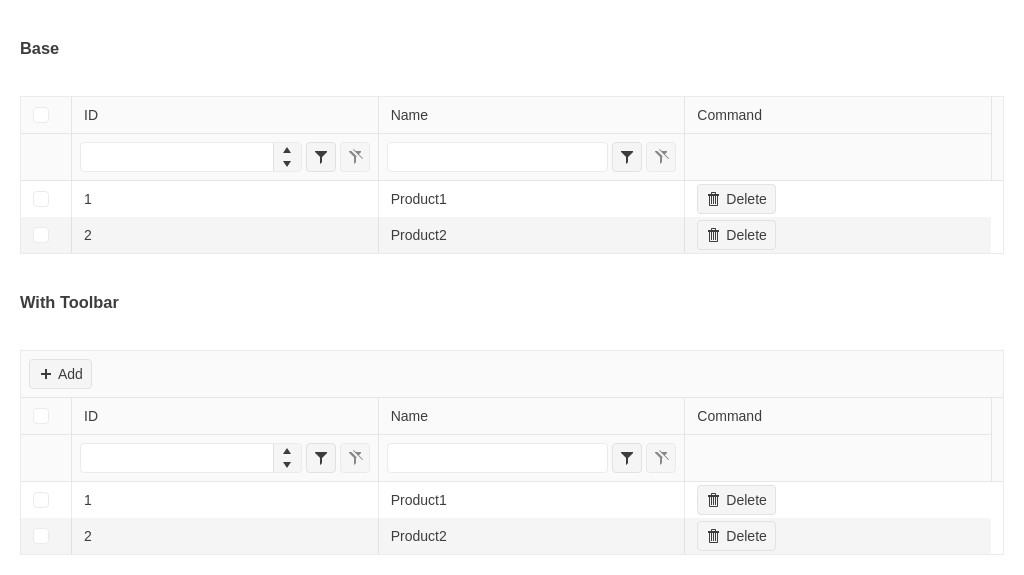 Base
ID Name Command
1 Product1 Delete
2 Product2 Delete
With Toolbar
Add
ID Name Command
1 Product1 Delete
2 Product2 Delete